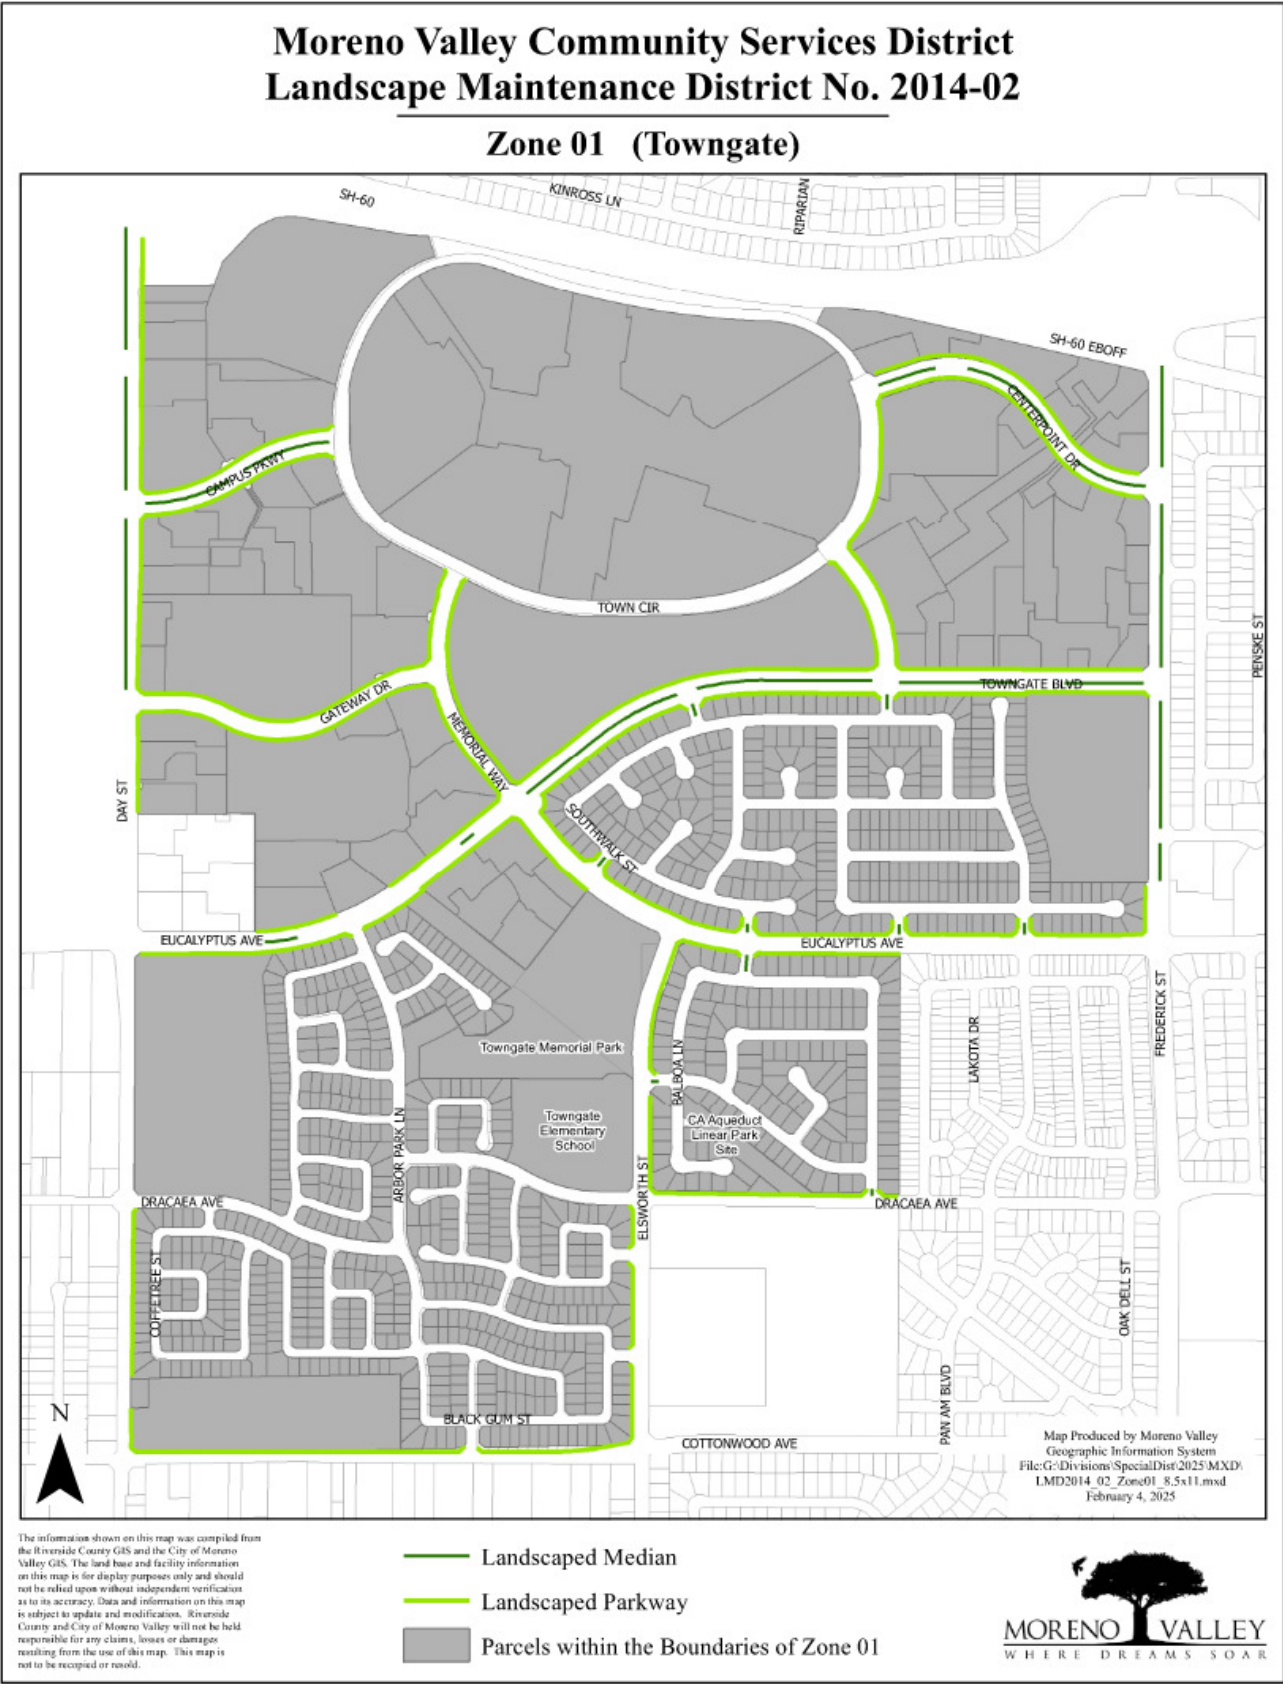 Moreno Valley Community Services District
Landscape Maintenance District No. 2014-02
Zone 01 (Towngate)
SH-60
KINROSS LN
RIPARIAN
SH-60 EBOFF
CENTERPOINT DR
CAMPUS PKWY
TOWN CIR
PENSKE ST
TOWNGATE BLVD
GATEWAY DR
MEMORIAL WAY
DAY ST
SOUTHWALK ST
EUCALYPTUS AVE
EUCALYPTUS AVE
FREDERICK ST
LAKOTA DR
Towngate Memorial Park
BALBOA LN
Towngate
Elementary
School
CA Aqueduct
Linear Park
Site
ARBOR PARK LN
ELSWORTH ST
DRACAEA AVE
DRACAEA AVE
COFFETREE ST
OAK DELL ST
PAN AM BLVD
BLACK GUM ST
COTTONWOOD AVE
N
Map Produced by Moreno Valley
Geographic Information System
File:G:\Divisions\SpecialDist\2025\MXD\
LMD2014_02_Zone01_8.5x11.mxd
February 4, 2025
The information shown on this map was compiled from
the Riverside County GIS and the City of Moreno
Valley GIS. The land base and facility information
on this map is for display purposes only and should
not be relied upon without independent verification
as to its accuracy. Data and information on this map
is subject to update and modification. Riverside
County and City of Moreno Valley will not be held
responsible for any claims, losses or damages
resulting from the use of this map. This map is
not to be recopied or resold.
Landscaped Median
Landscaped Parkway
Parcels within the Boundaries of Zone 01
MORENO VALLEY
WHERE DREAMS SOAR